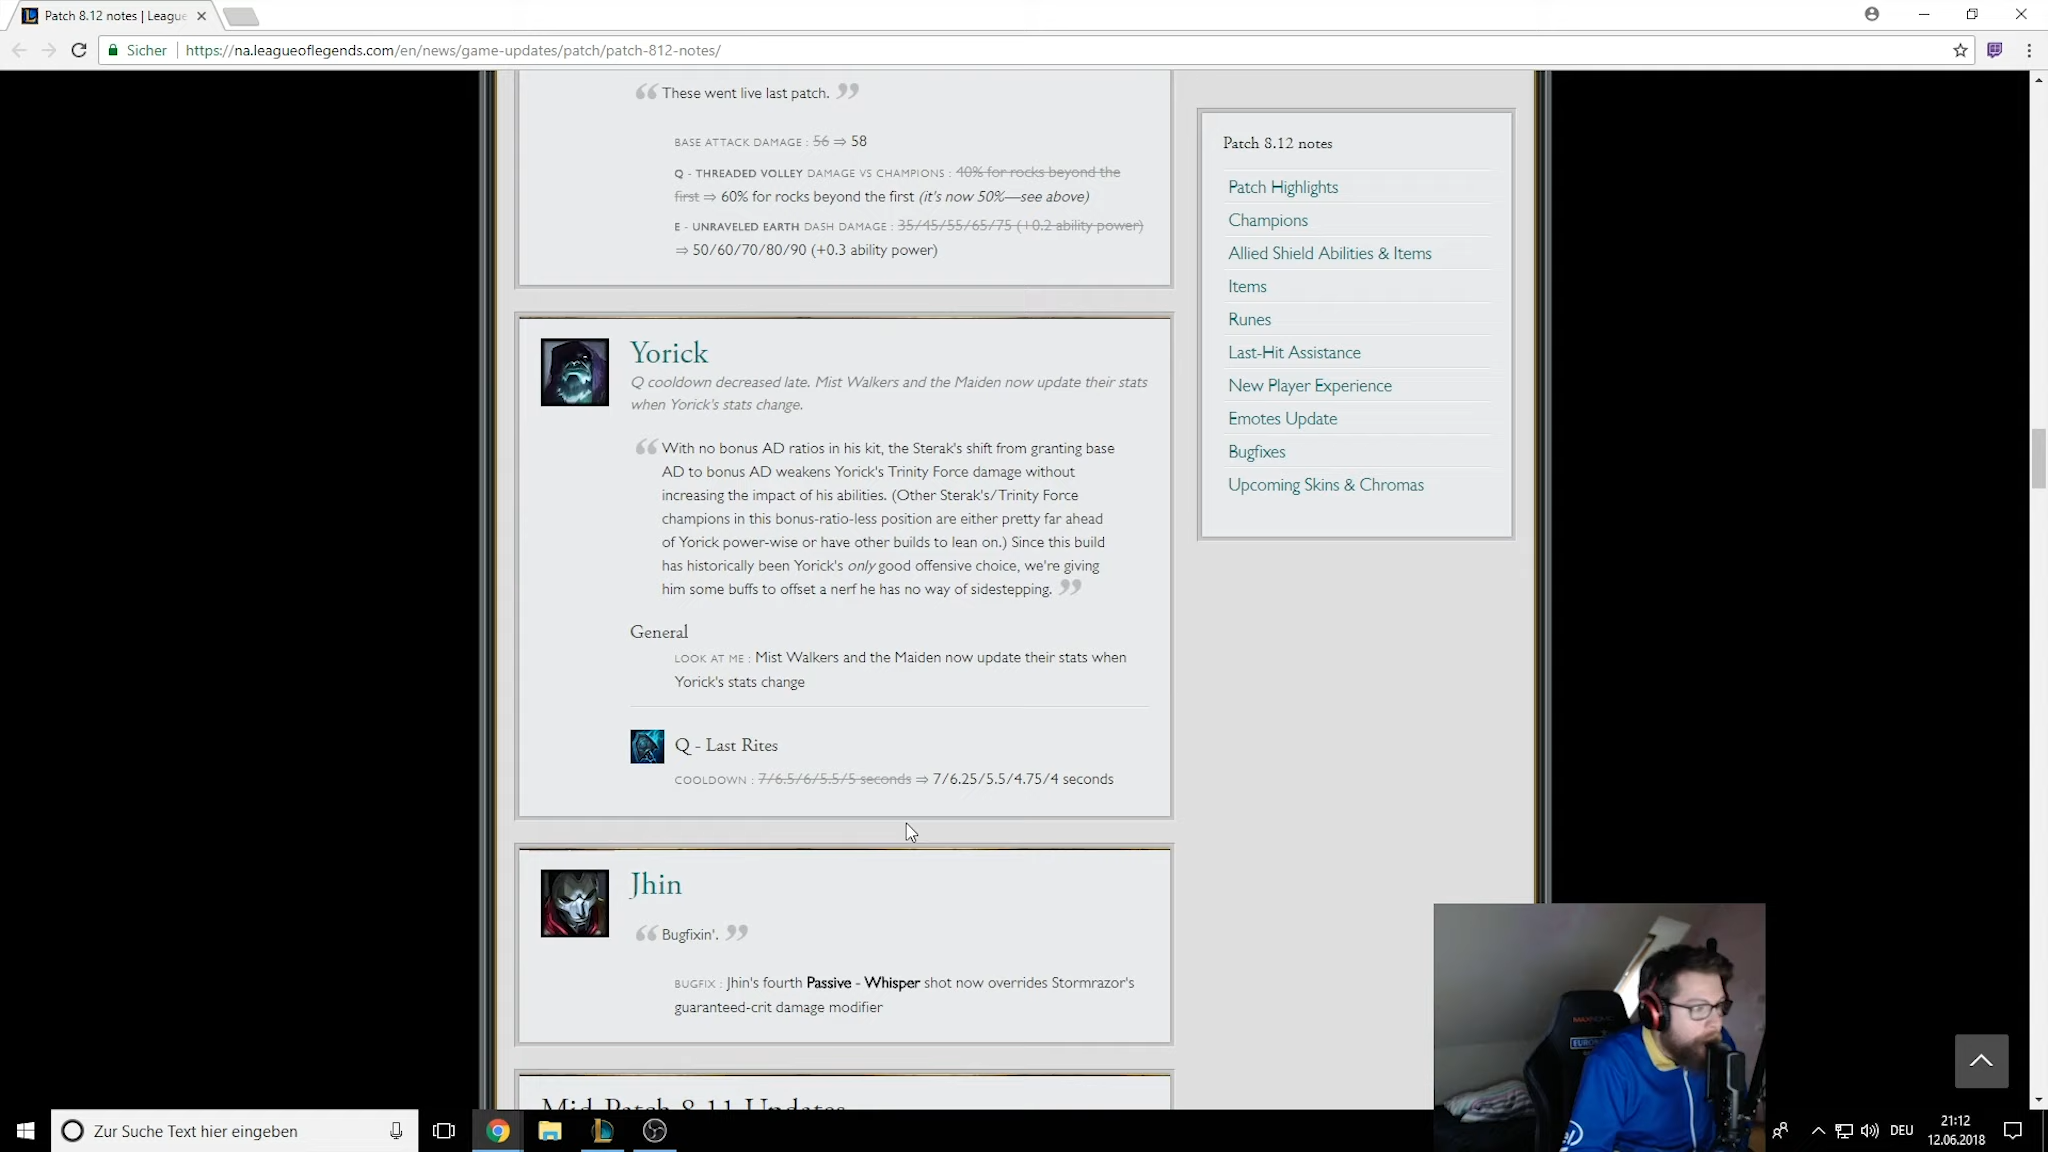 Patch 8.12 notes | League
Sicher
https://na.leagueoflegends.com/en/news/game-updates/patch/patch-812-notes/
These went live last patch.
BASE ATTACK DAMAGE : 56 ⇒ 58
Q - THREADED VOLLEY DAMAGE VS CHAMPIONS : 40% for rocks beyond the
first ⇒ 60% for rocks beyond the first (it's now 50%—see above)
E - UNRAVELED EARTH DASH DAMAGE : 35/45/55/65/75 (+0.2 ability power)
⇒ 50/60/70/80/90 (+0.3 ability power)
Yorick
Q cooldown decreased late. Mist Walkers and the Maiden now update their stats
when Yorick's stats change.
With no bonus AD ratios in his kit, the Sterak's shift from granting base
AD to bonus AD weakens Yorick's Trinity Force damage without
increasing the impact of his abilities. (Other Sterak's/Trinity Force
champions in this bonus-ratio-less position are either pretty far ahead
of Yorick power-wise or have other builds to lean on.) Since this build
has historically been Yorick's only good offensive choice, we're giving
him some buffs to offset a nerf he has no way of sidestepping.
General
LOOK AT ME : Mist Walkers and the Maiden now update their stats when
Yorick's stats change
Q - Last Rites
COOLDOWN : 7/6.5/6/5.5/5 seconds ⇒ 7/6.25/5.5/4.75/4 seconds
Jhin
Bugfixin'.
BUGFIX : Jhin's fourth Passive - Whisper shot now overrides Stormrazor's
guaranteed-crit damage modifier
Mid-Patch 8.11 Updates
Patch 8.12 notes
Patch Highlights
Champions
Allied Shield Abilities & Items
Items
Runes
Last-Hit Assistance
New Player Experience
Emotes Update
Bugfixes
Upcoming Skins & Chromas
MAXNOMIC
Zur Suche Text hier eingeben
DEU
21:12
12.06.2018